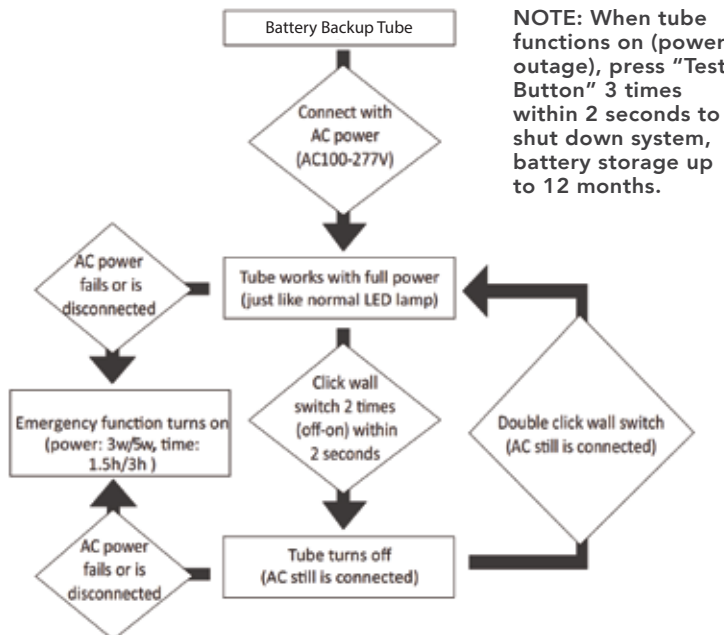 Battery Backup Tube
NOTE: When tube
functions on (power
outage), press "Test
Button" 3 times
within 2 seconds to
shut down system,
battery storage up
to 12 months.
Connect with
AC power
(AC100-277V)
AC power
fails or is
disconnected
Tube works with full power
(just like normal LED lamp)
Click wall
switch 2 times
(off-on) within
2 seconds
Double click wall switch
(AC still is connected)
Emergency function turns on
(power: 3w/5w, time:
1.5h/3h )
AC power
fails or is
disconnected
Tube turns off
(AC still is connected)